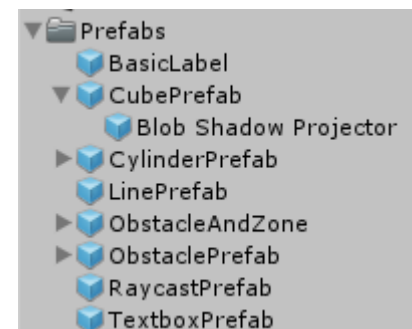 Prefabs
BasicLabel
CubePrefab
Blob Shadow Projector
CylinderPrefab
LinePrefab
ObstacleAndZone
ObstaclePrefab
RaycastPrefab
TextboxPrefab